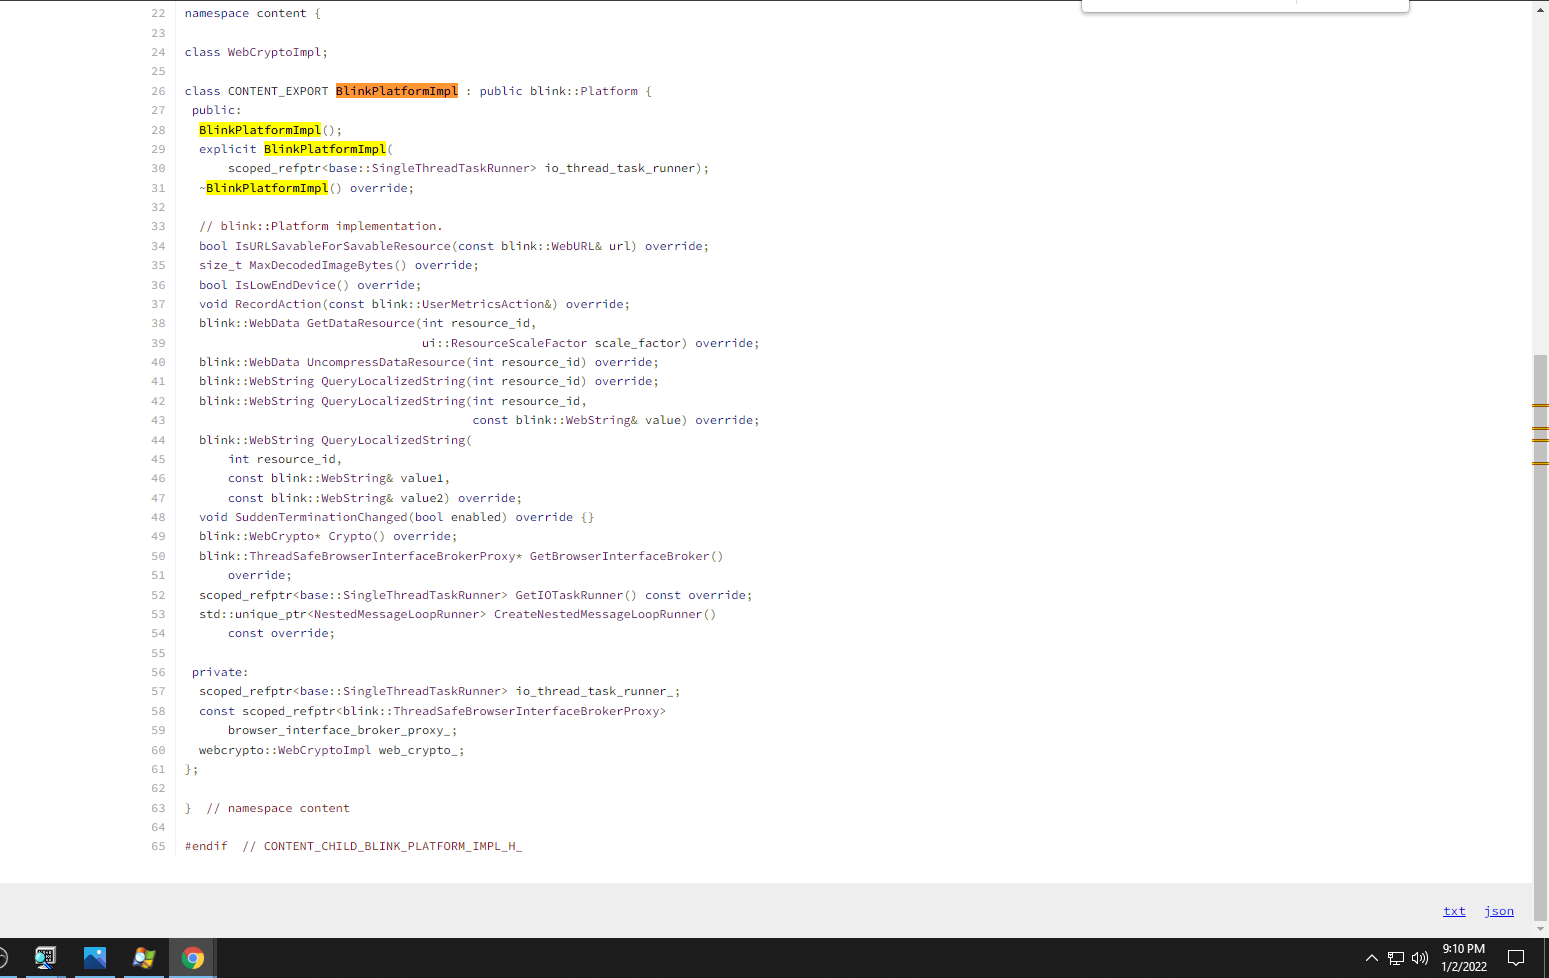 22 namespace content {
23
24 class WebCryptoImpl;
25
26 class CONTENT_EXPORT BlinkPlatformImpl : public blink::Platform {
27  public:
28   BlinkPlatformImpl();
29   explicit BlinkPlatformImpl(
30       scoped_refptr<base::SingleThreadTaskRunner> io_thread_task_runner);
31   ~BlinkPlatformImpl() override;
32
33   // blink::Platform implementation.
34   bool IsURLSavableForSavableResource(const blink::WebURL& url) override;
35   size_t MaxDecodedImageBytes() override;
36   bool IsLowEndDevice() override;
37   void RecordAction(const blink::UserMetricsAction&) override;
38   blink::WebData GetDataResource(int resource_id,
39                                  ui::ResourceScaleFactor scale_factor) override;
40   blink::WebData UncompressDataResource(int resource_id) override;
41   blink::WebString QueryLocalizedString(int resource_id) override;
42   blink::WebString QueryLocalizedString(int resource_id,
43                                         const blink::WebString& value) override;
44   blink::WebString QueryLocalizedString(
45       int resource_id,
46       const blink::WebString& value1,
47       const blink::WebString& value2) override;
48   void SuddenTerminationChanged(bool enabled) override {}
49   blink::WebCrypto* Crypto() override;
50   blink::ThreadSafeBrowserInterfaceBrokerProxy* GetBrowserInterfaceBroker()
51       override;
52   scoped_refptr<base::SingleThreadTaskRunner> GetIOTaskRunner() const override;
53   std::unique_ptr<NestedMessageLoopRunner> CreateNestedMessageLoopRunner()
54       const override;
55
56  private:
57   scoped_refptr<base::SingleThreadTaskRunner> io_thread_task_runner_;
58   const scoped_refptr<blink::ThreadSafeBrowserInterfaceBrokerProxy>
59       browser_interface_broker_proxy_;
60   webcrypto::WebCryptoImpl web_crypto_;
61 };
62
63 }  // namespace content
64
65 #endif  // CONTENT_CHILD_BLINK_PLATFORM_IMPL_H_
txt json
9:10 PM
1/2/2022